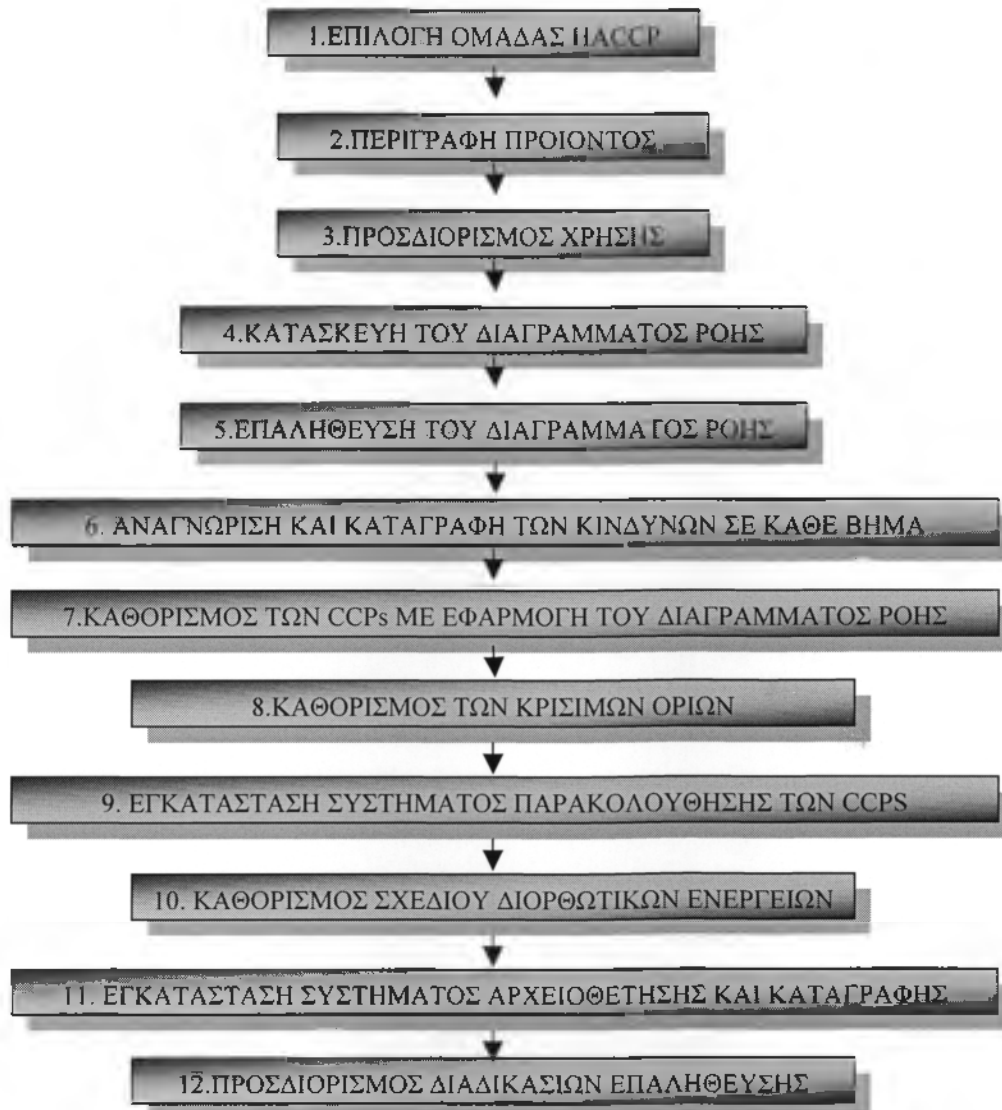 1.ΕΠΙΛΟΓΗ ΟΜΑΔΑΣ HACCP
2.ΠΕΡΙΓΡΑΦΗ ΠΡΟΙΟΝΤΟΣ
3.ΠΡΟΣΔΙΟΡΙΣΜΟΣ ΧΡΗΣΗΣ
4.ΚΑΤΑΣΚΕΥΗ ΤΟΥ ΔΙΑΓΡΑΜΜΑΤΟΣ ΡΟΗΣ
5.ΕΠΑΛΗΘΕΥΣΗ ΤΟΥ ΔΙΑΓΡΑΜΜΑΤΟΣ ΡΟΗΣ
6. ΑΝΑΓΝΩΡΙΣΗ ΚΑΙ ΚΑΤΑΓΡΑΦΗ ΤΩΝ ΚΙΝΔΥΝΩΝ ΣΕ ΚΑΘΕ ΒΗΜΑ
7.ΚΑΘΟΡΙΣΜΟΣ ΤΩΝ CCPs ΜΕ ΕΦΑΡΜΟΓΗ ΤΟΥ ΔΙΑΓΡΑΜΜΑΤΟΣ ΡΟΗΣ
8.ΚΑΘΟΡΙΣΜΟΣ ΤΩΝ ΚΡΙΣΙΜΩΝ ΟΡΙΩΝ
9. ΕΓΚΑΤΑΣΤΑΣΗ ΣΥΣΤΗΜΑΤΟΣ ΠΑΡΑΚΟΛΟΥΘΗΣΗΣ ΤΩΝ CCPS
10. ΚΑΘΟΡΙΣΜΟΣ ΣΧΕΔΙΟΥ ΔΙΟΡΘΩΤΙΚΩΝ ΕΝΕΡΓΕΙΩΝ
11. ΕΓΚΑΤΑΣΤΑΣΗ ΣΥΣΤΗΜΑΤΟΣ ΑΡΧΕΙΟΘΕΤΗΣΗΣ ΚΑΙ ΚΑΤΑΓΡΑΦΗΣ
12.ΠΡΟΣΔΙΟΡΙΣΜΟΣ ΔΙΑΔΙΚΑΣΙΩΝ ΕΠΑΛΗΘΕΥΣΗΣ